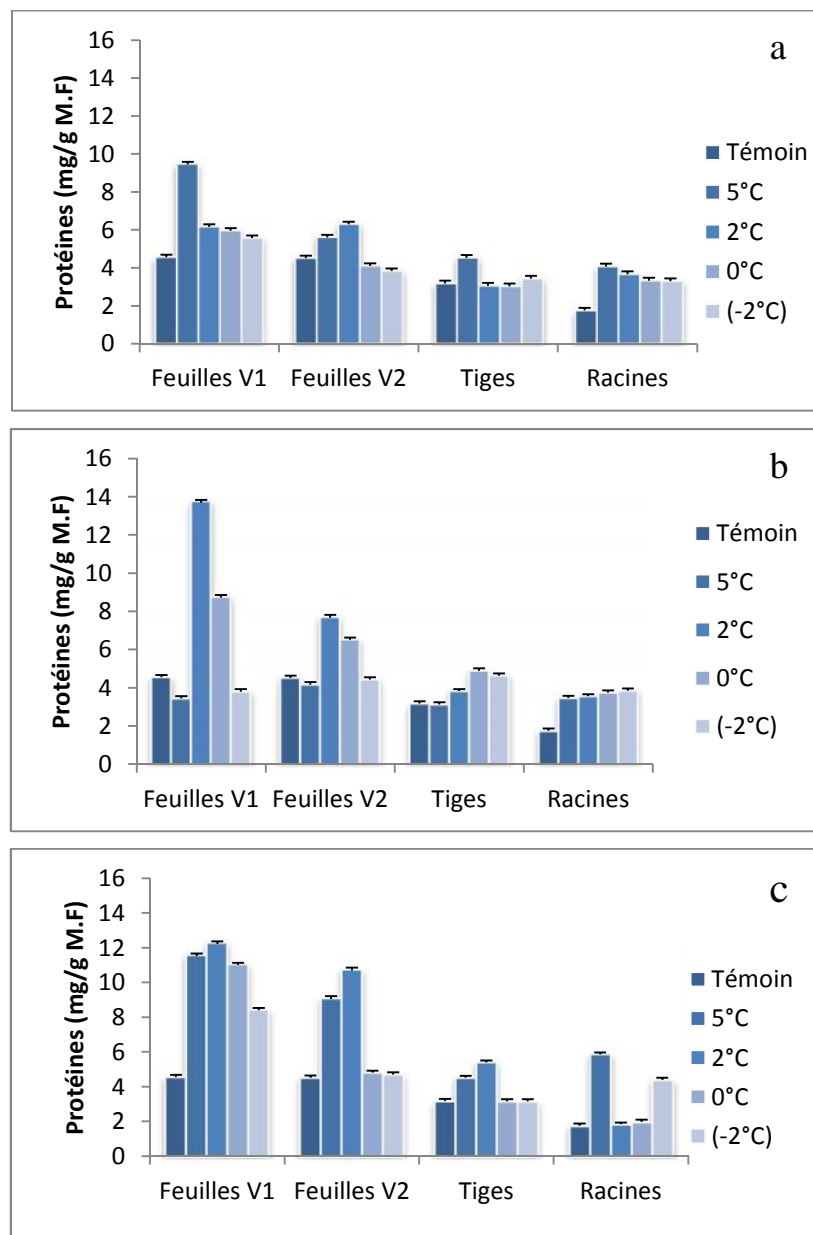 a
Protéines (mg/g M.F)
16
14
12
10
8
6
4
2
0
Feuilles V1 Feuilles V2 Tiges Racines
Témoin
5°C
2°C
0°C
(-2°C)
b
Protéines (mg/g M.F)
16
14
12
10
8
6
4
2
0
Feuilles V1 Feuilles V2 Tiges Racines
Témoin
5°C
2°C
0°C
(-2°C)
c
Protéines (mg/g M.F)
16
14
12
10
8
6
4
2
0
Feuilles V1 Feuilles V2 Tiges Racines
Témoin
5°C
2°C
0°C
(-2°C)